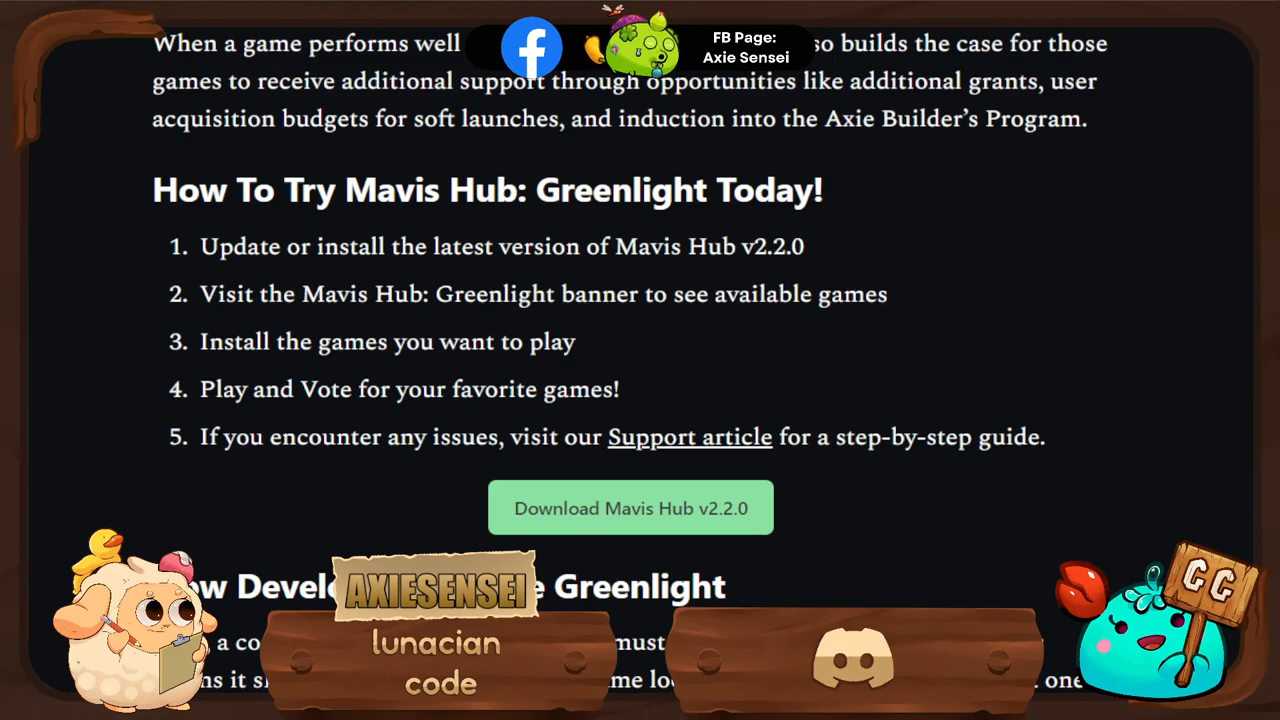 FB Page:
Axie Sensei
When a game performs well so builds the case for those
games to receive additional support through opportunities like additional grants, user
acquisition budgets for soft launches, and induction into the Axie Builder’s Program.
How To Try Mavis Hub: Greenlight Today!
1. Update or install the latest version of Mavis Hub v2.2.0
2. Visit the Mavis Hub: Greenlight banner to see available games
3. Install the games you want to play
4. Play and Vote for your favorite games!
5. If you encounter any issues, visit our Support article for a step-by-step guide.
Download Mavis Hub v2.2.0
Greenlight
AXIESENSEI
a must
lunacian
code
GG